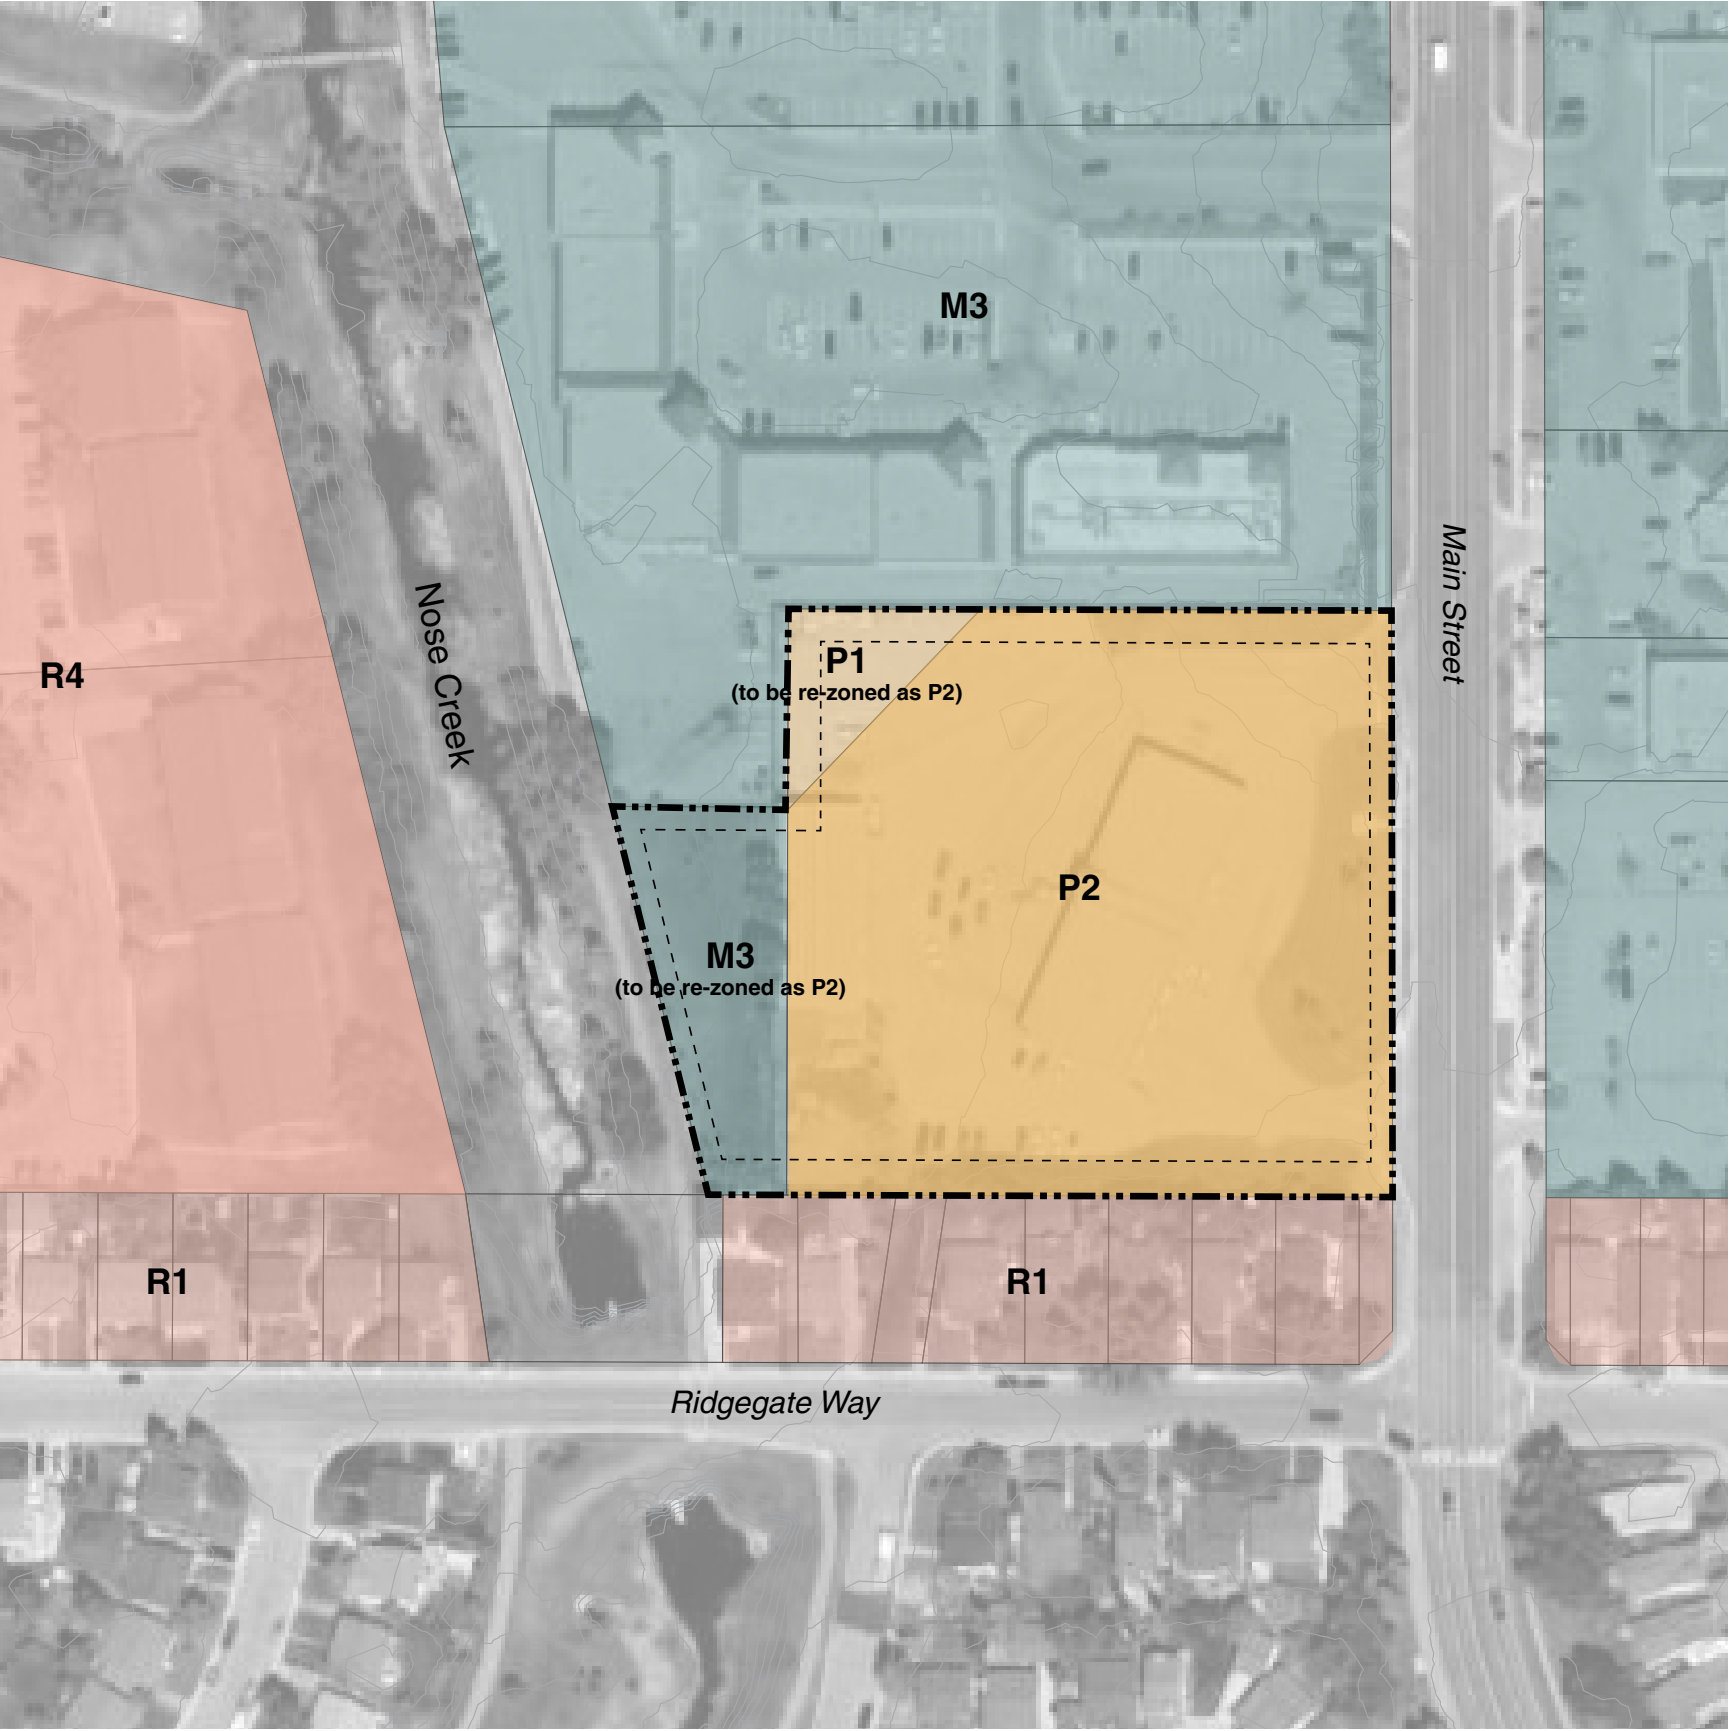 M3
Main Street
Nose Creek
R4
P1
(to be re-zoned as P2)
P2
M3
(to be re-zoned as P2)
R1
R1
Ridgegate Way